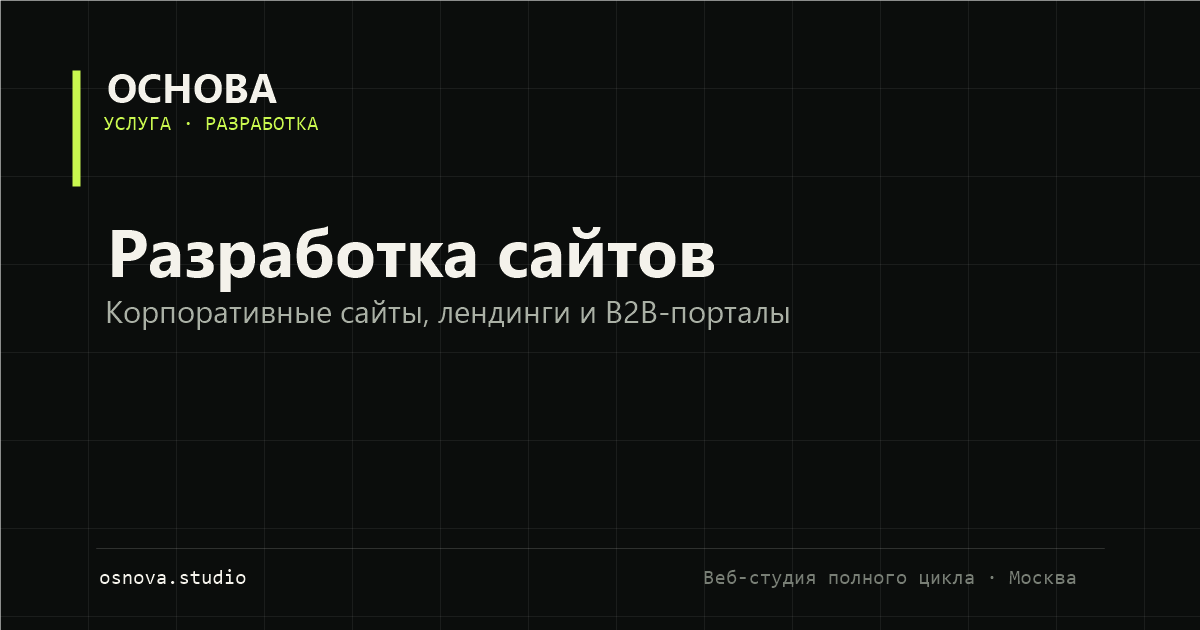 ОСНОВА
УСЛУГА · РАЗРАБОТКА
Разработка сайтов
Корпоративные сайты, лендинги и B2B-порталы
osnova.studio
Веб-студия полного цикла · Москва